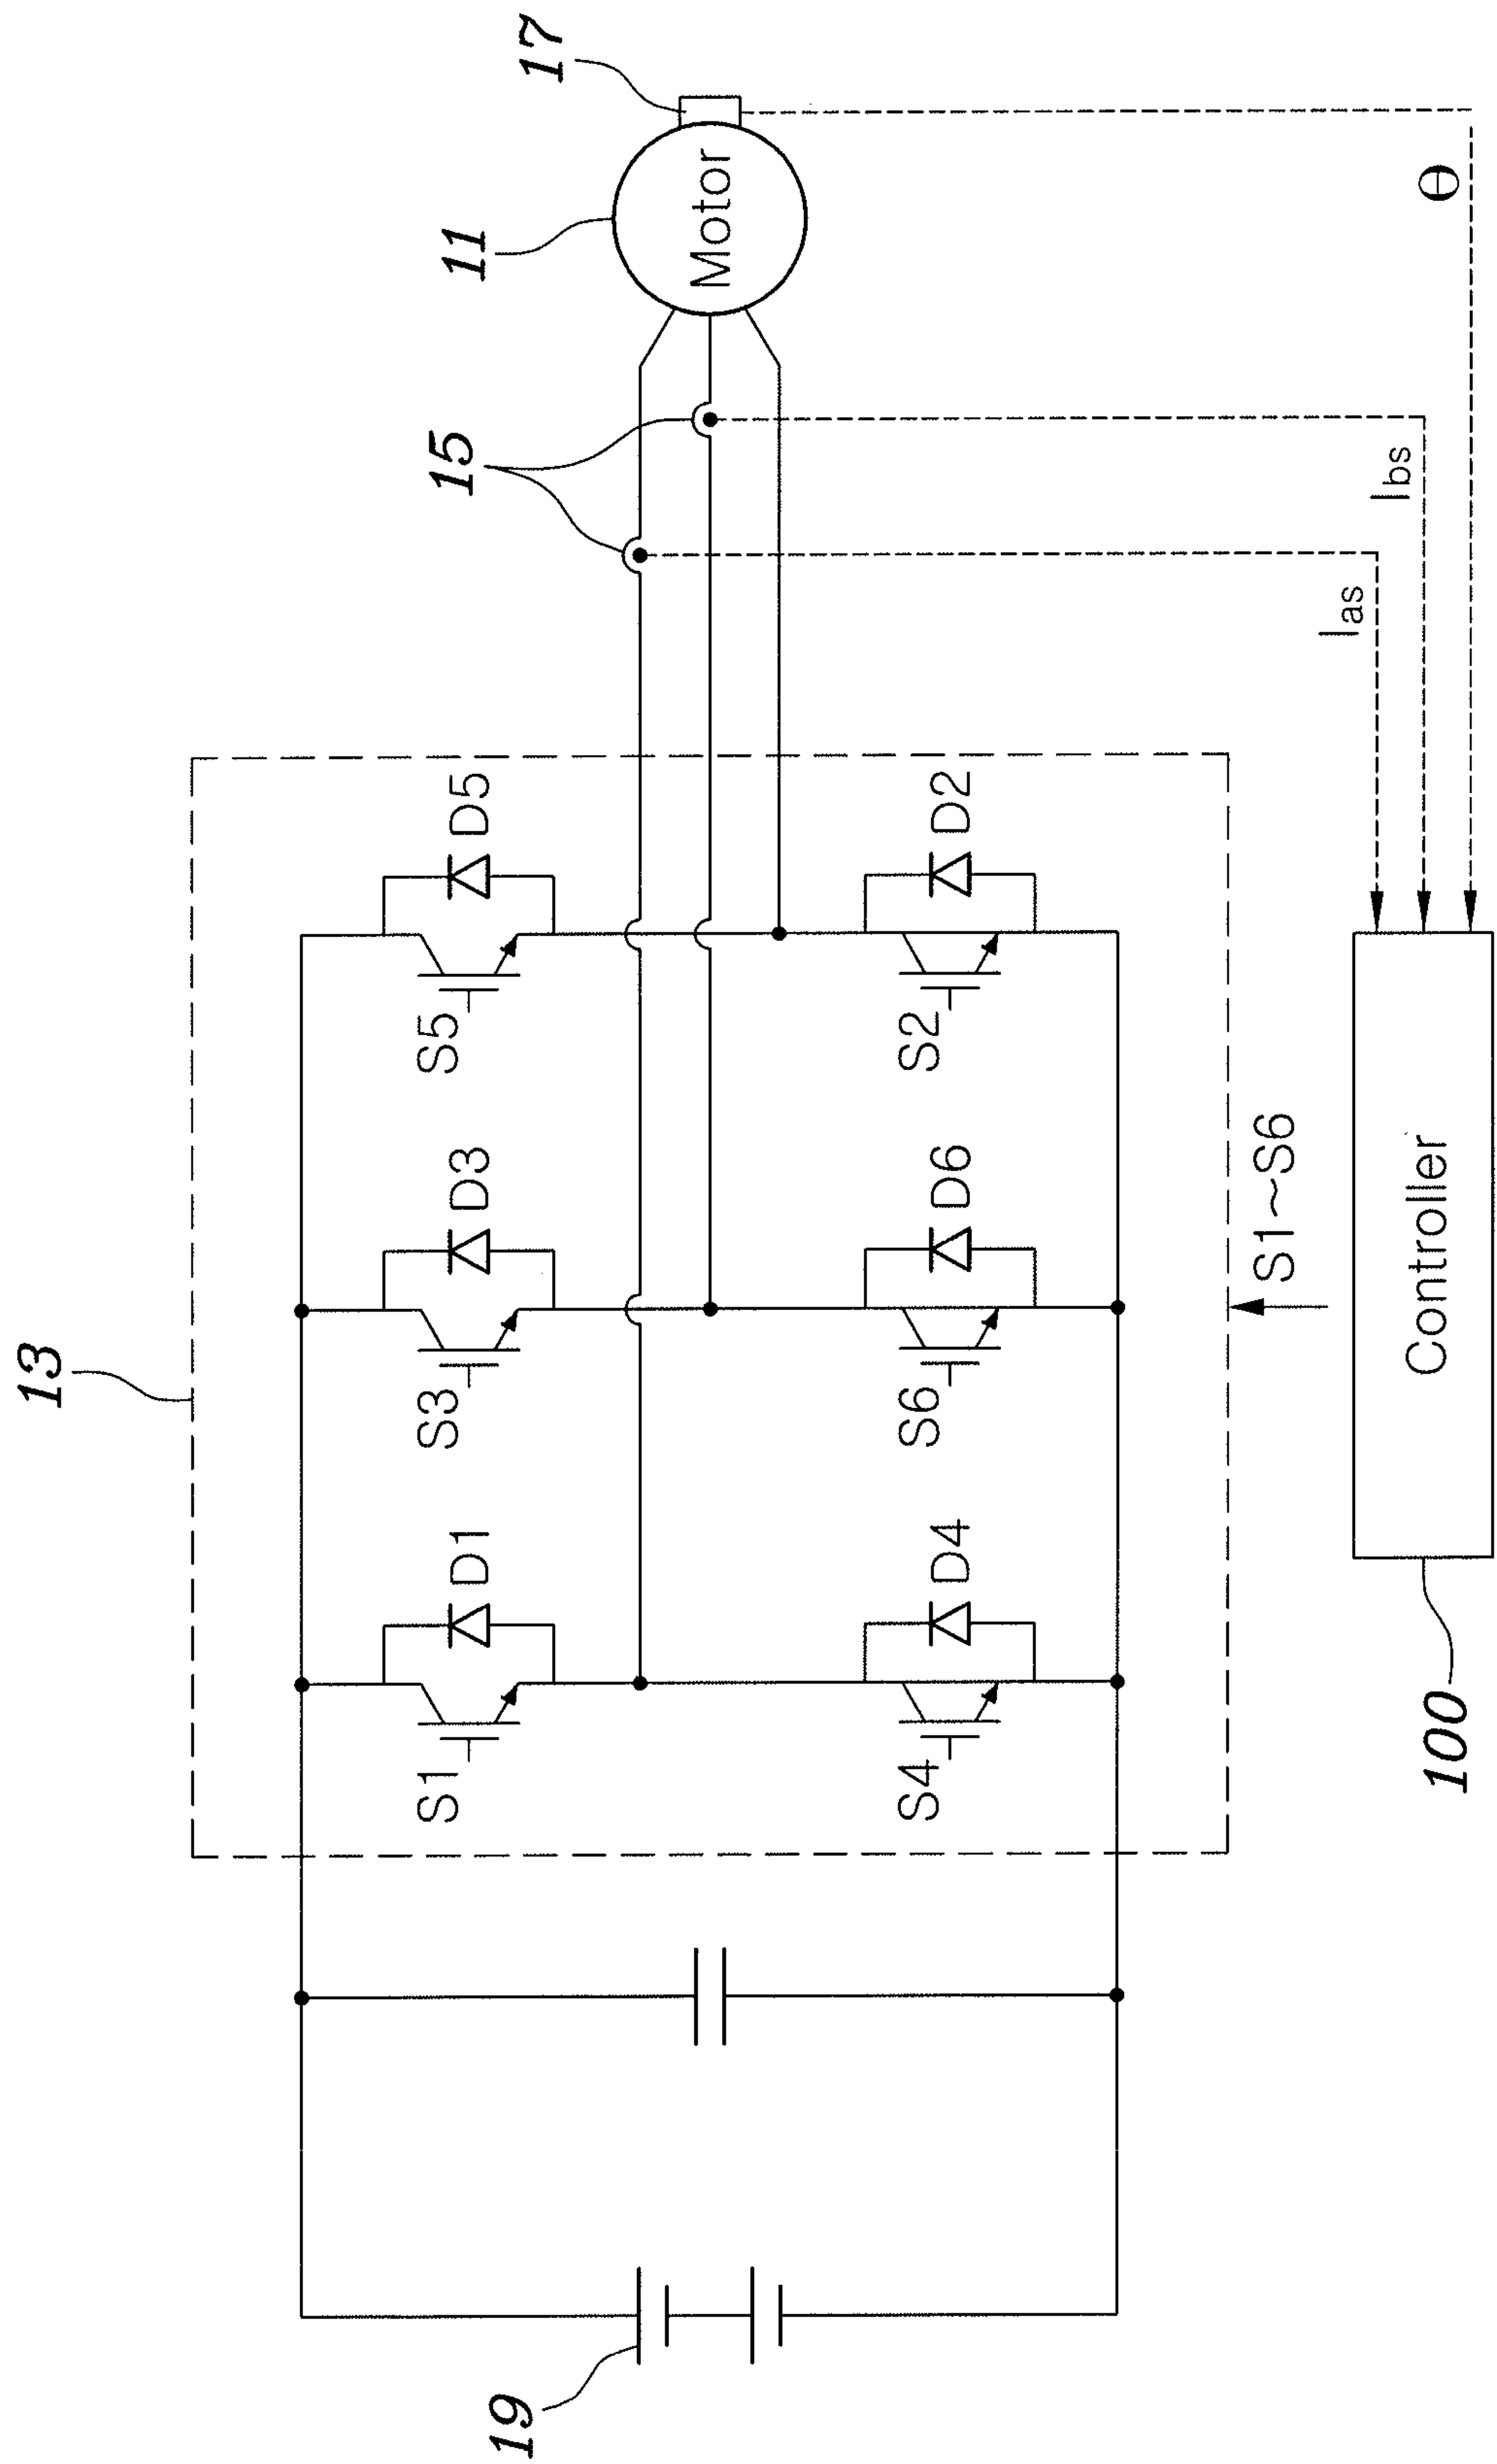 13
S1
D1
S3
D3
S5
D5
S4
D4
S6
D6
S2
D2
19
15
11
17
Motor
S1~S6
Ias
Ibs
Θ
Controller
100